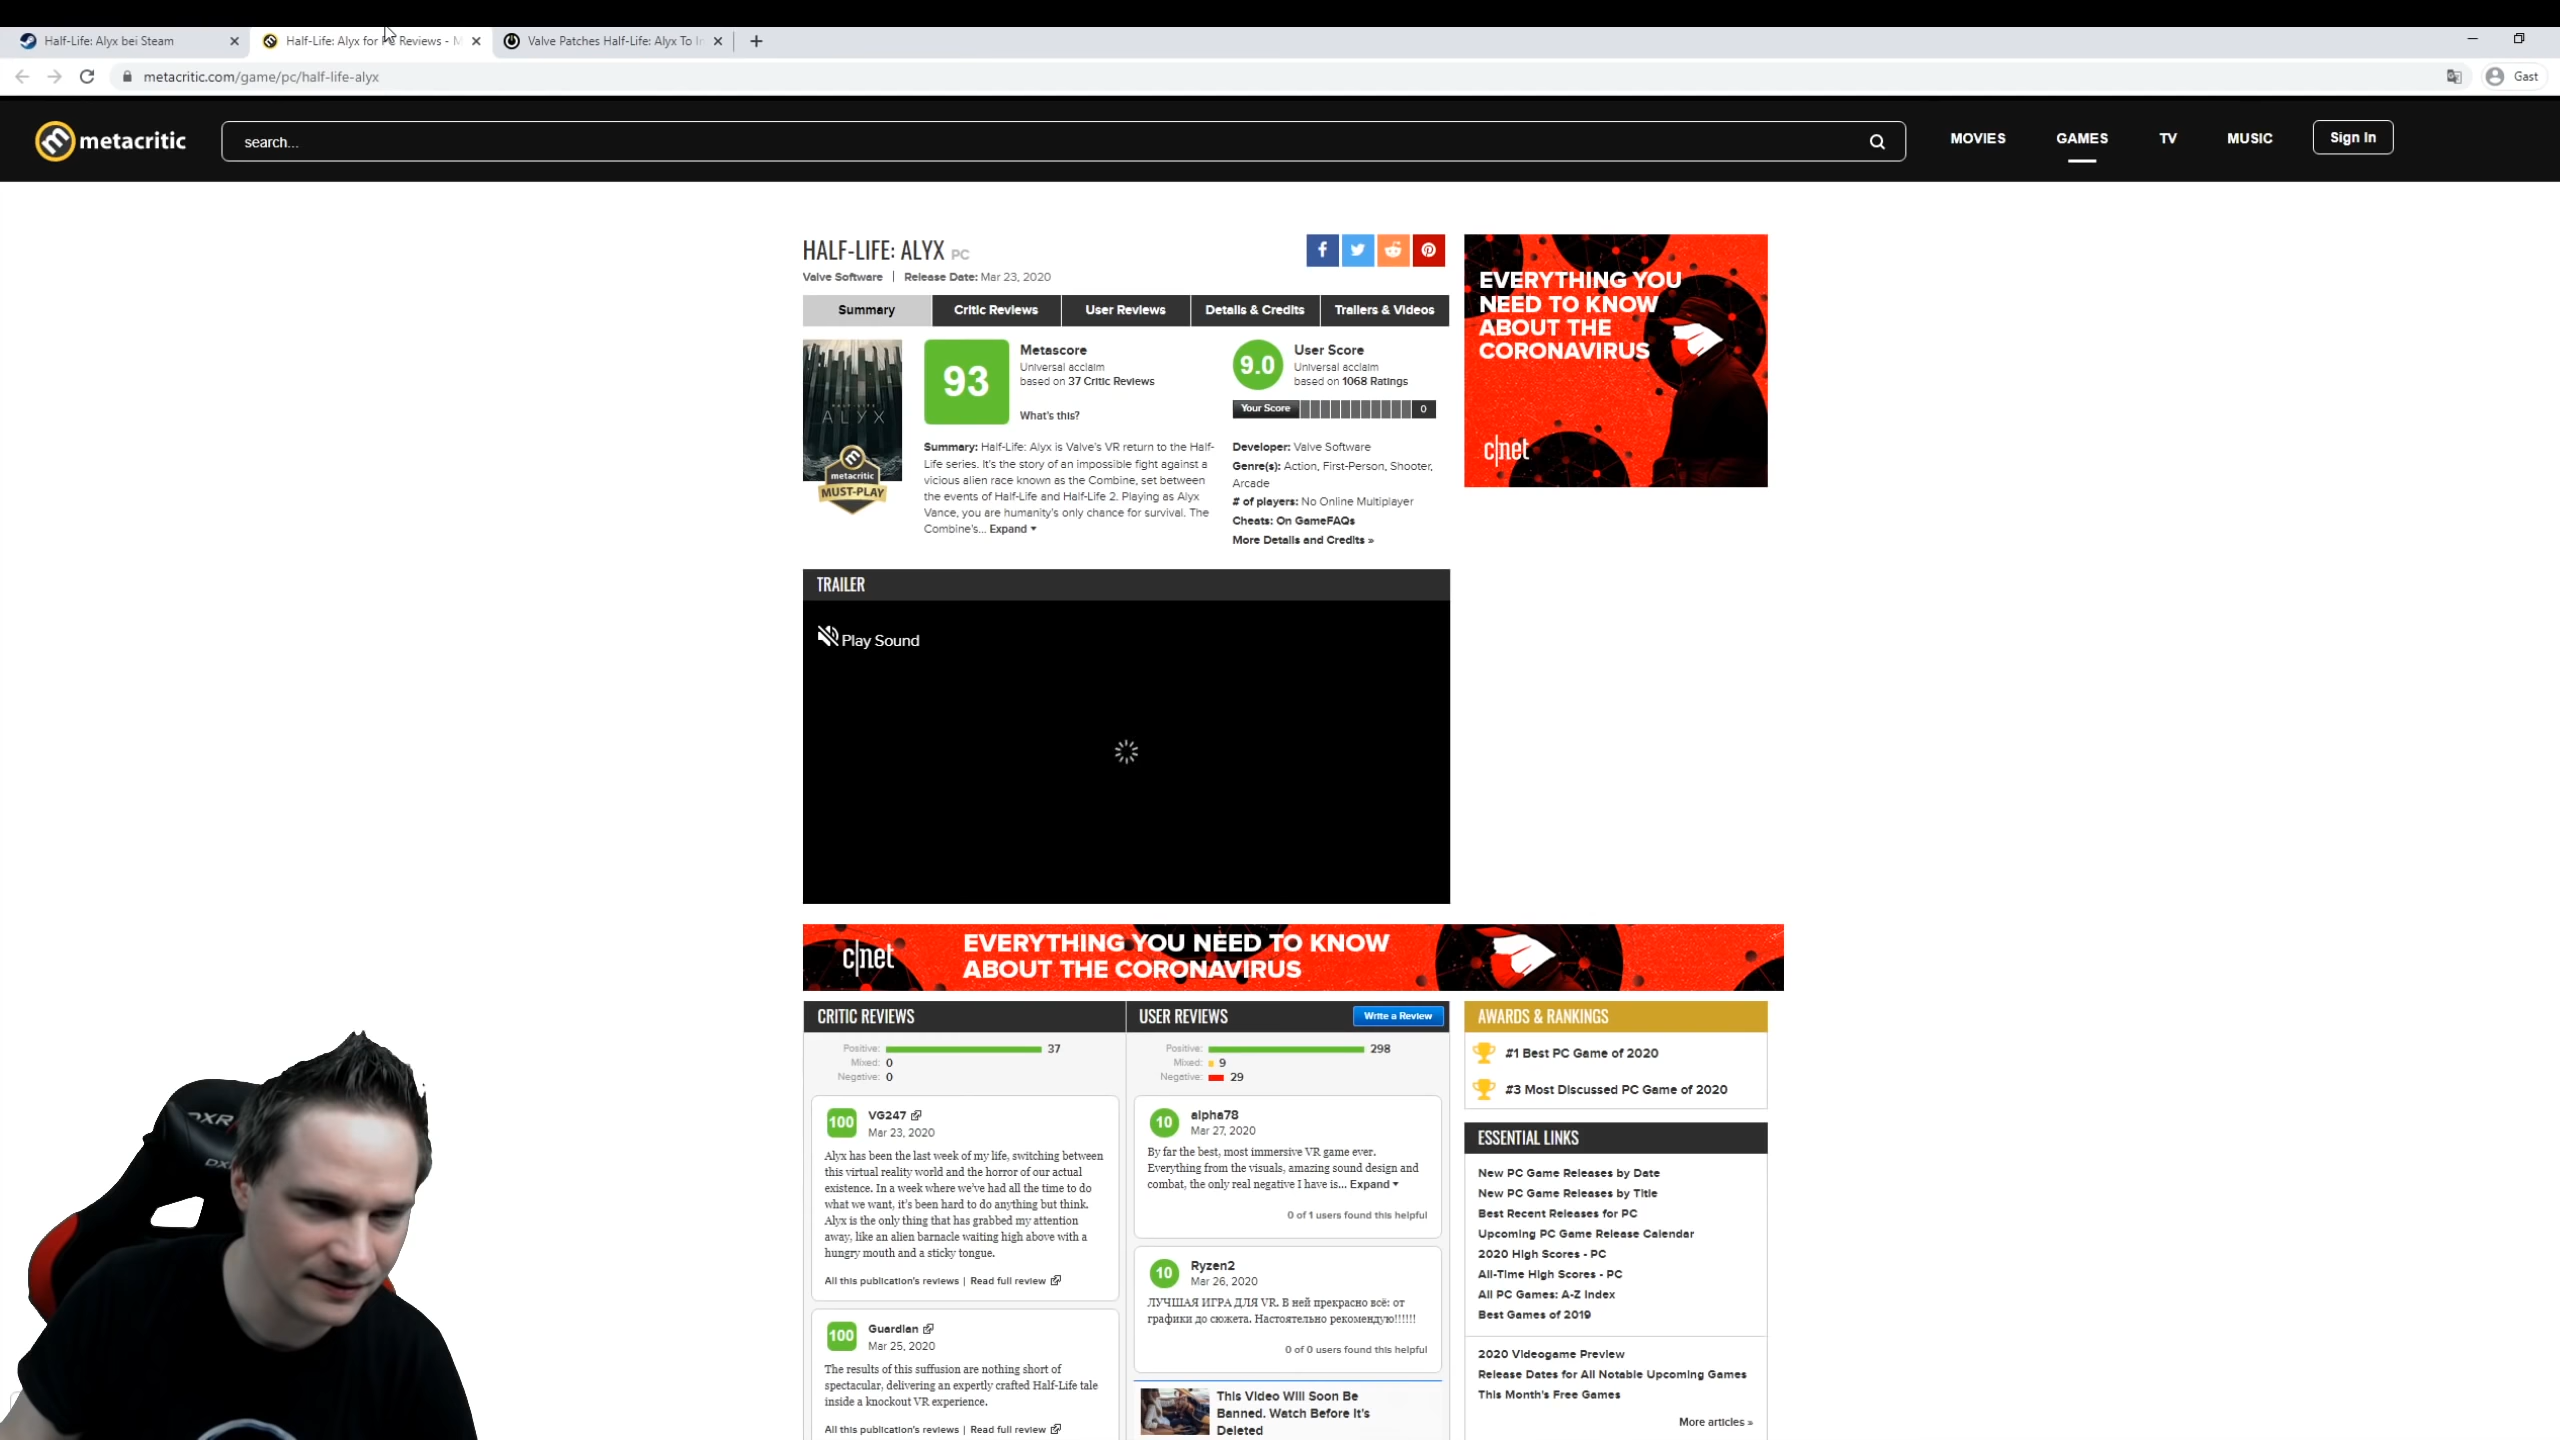 Half-Life: Alyx bei Steam
Half-Life: Alyx for PC Reviews - M
Valve Patches Half-Life: Alyx To In
metacritic.com/game/pc/half-life-alyx
Gast
metacritic
search...
MOVIES
GAMES
TV
MUSIC
Sign In
HALF-LIFE: ALYX PC
Valve Software | Release Date: Mar 23, 2020
Summary
Critic Reviews
User Reviews
Details & Credits
Trailers & Videos
ALYX
metacritic
MUST-PLAY
93
Metascore
Universal acclaim
based on 37 Critic Reviews
What's this?
9.0
User Score
Universal acclaim
based on 1068 Ratings
Your Score
0
Summary: Half-Life: Alyx is Valve's VR return to the Half-
Life series. It's the story of an impossible fight against a
vicious alien race known as the Combine, set between
the events of Half-Life and Half-Life 2. Playing as Alyx
Vance, you are humanity's only chance for survival. The
Combine's... Expand
Developer: Valve Software
Genre(s): Action, First-Person, Shooter,
Arcade
# of players: No Online Multiplayer
Cheats: On GameFAQs
More Details and Credits »
EVERYTHING YOU
NEED TO KNOW
ABOUT THE
CORONAVIRUS
c|net
TRAILER
Play Sound
c|net
EVERYTHING YOU NEED TO KNOW
ABOUT THE CORONAVIRUS
CRITIC REVIEWS
Positive: 37
Mixed: 0
Negative: 0
100
VG247
Mar 23, 2020
Alyx has been the last week of my life, switching between
this virtual reality world and the horror of our actual
existence. In a week where we've had all the time to do
what we want, it's been hard to do anything but think.
Alyx is the only thing that has grabbed my attention
away, like an alien barnacle waiting high above with a
hungry mouth and a sticky tongue.
All this publication's reviews | Read full review
100
Guardian
Mar 25, 2020
The results of this suffusion are nothing short of
spectacular, delivering an expertly crafted Half-Life tale
inside a knockout VR experience.
All this publication's reviews | Read full review
USER REVIEWS
Write a Review
Positive: 298
Mixed: 9
Negative: 29
10
alpha78
Mar 27, 2020
By far the best, most immersive VR game ever.
Everything from the visuals, amazing sound design and
combat, the only real negative I have is... Expand
0 of 1 users found this helpful
10
Ryzen2
Mar 26, 2020
ЛУЧШАЯ ИГРА ДЛЯ VR. В ней прекрасно всё: от
графики до сюжета. Настоятельно рекомендую!!!!!!
0 of 0 users found this helpful
This Video Will Soon Be
Banned. Watch Before It's
Deleted
AWARDS & RANKINGS
#1 Best PC Game of 2020
#3 Most Discussed PC Game of 2020
ESSENTIAL LINKS
New PC Game Releases by Date
New PC Game Releases by Title
Best Recent Releases for PC
Upcoming PC Game Release Calendar
2020 High Scores - PC
All-Time High Scores - PC
All PC Games: A-Z Index
Best Games of 2019
2020 Videogame Preview
Release Dates for All Notable Upcoming Games
This Month's Free Games
More articles »
DXR